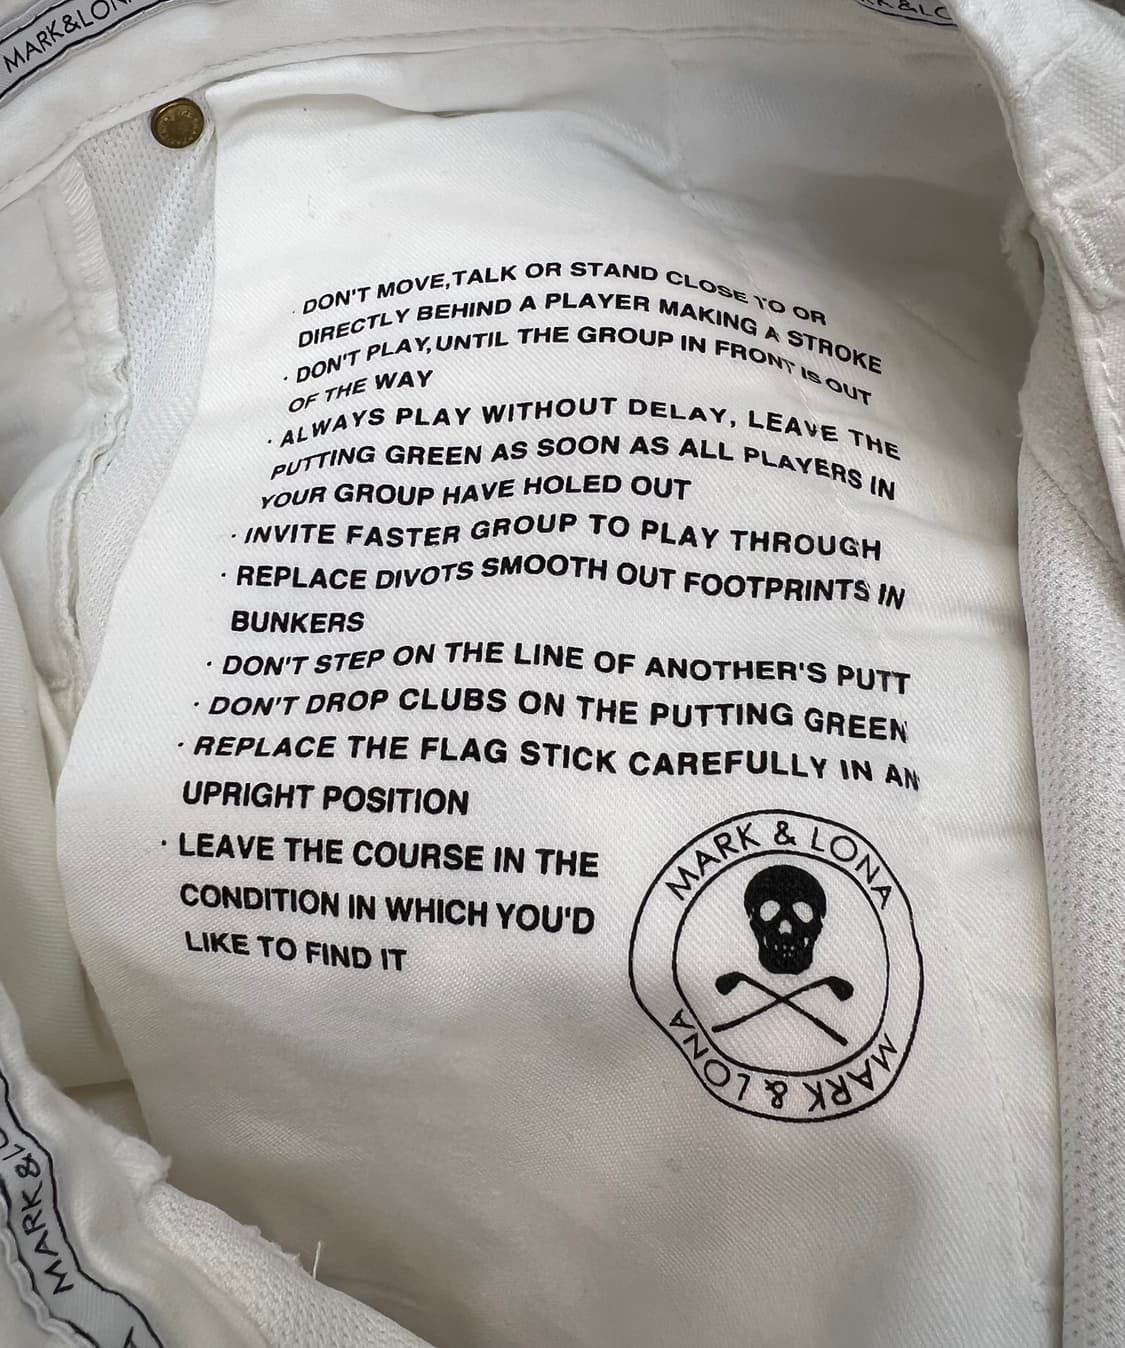 MARK&LON
K&LO
· DON'T MOVE,TALK OR STAND CLOSE TO OR
DIRECTLY BEHIND A PLAYER MAKING A STROKE
· DON'T PLAY,UNTIL THE GROUP IN FRONT IS OUT
OF THE WAY
· ALWAYS PLAY WITHOUT DELAY, LEAVE THE
PUTTING GREEN AS SOON AS ALL PLAYERS IN
YOUR GROUP HAVE HOLED OUT
· INVITE FASTER GROUP TO PLAY THROUGH
· REPLACE DIVOTS SMOOTH OUT FOOTPRINTS IN
BUNKERS
· DON'T STEP ON THE LINE OF ANOTHER'S PUTT
· DON'T DROP CLUBS ON THE PUTTING GREEN
· REPLACE THE FLAG STICK CAREFULLY IN AN
UPRIGHT POSITION
· LEAVE THE COURSE IN THE
CONDITION IN WHICH YOU'D
LIKE TO FIND IT
MARK & LONA
MARK & LONA
MARK & L